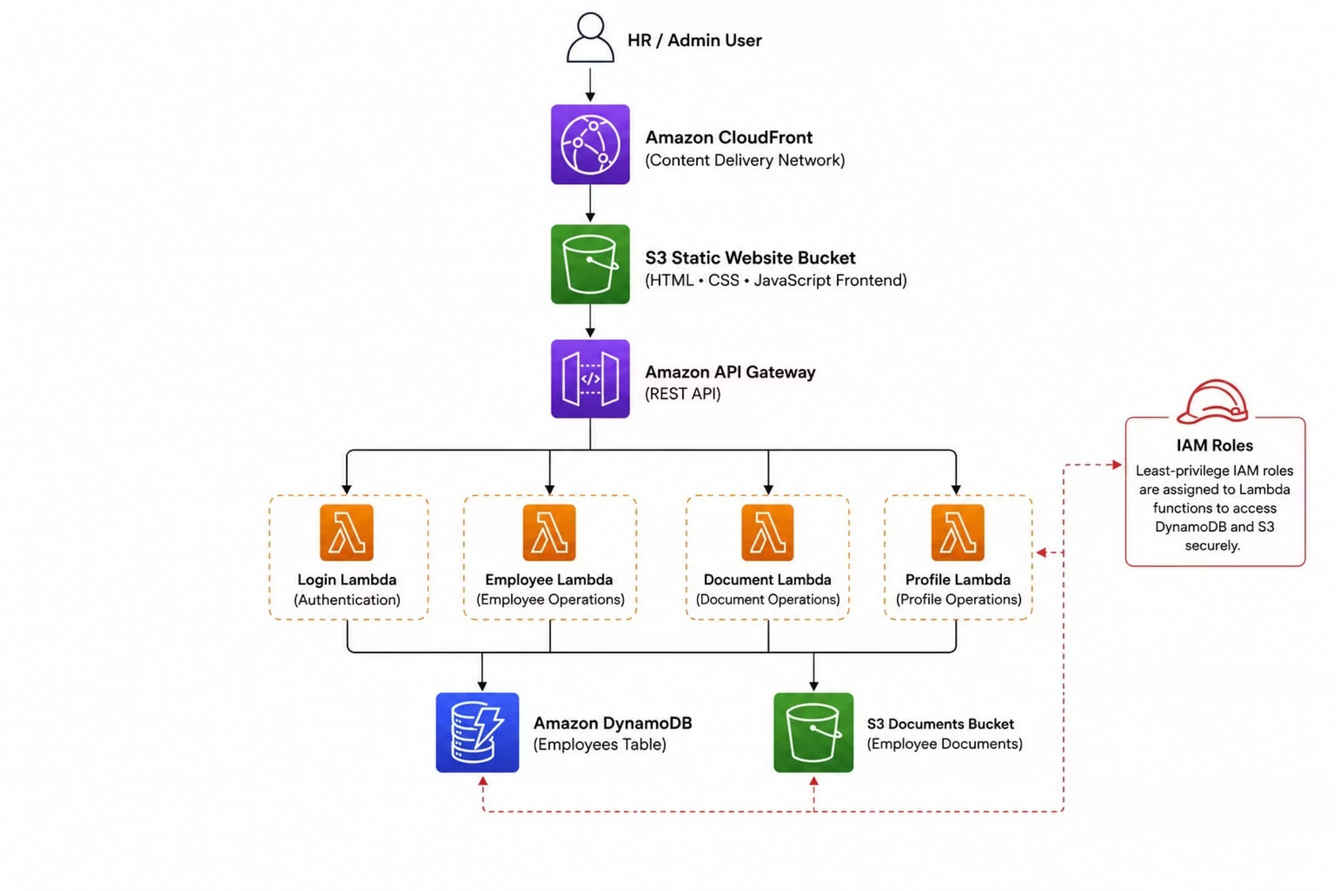 HR / Admin User
Amazon CloudFront
(Content Delivery Network)
S3 Static Website Bucket
(HTML • CSS • JavaScript Frontend)
Amazon API Gateway
(REST API)
</>
IAM Roles
Least-privilege IAM roles
are assigned to Lambda
functions to access
DynamoDB and S3
securely.
Login Lambda
(Authentication)
Employee Lambda
(Employee Operations)
Document Lambda
(Document Operations)
Profile Lambda
(Profile Operations)
Amazon DynamoDB
(Employees Table)
S3 Documents Bucket
(Employee Documents)